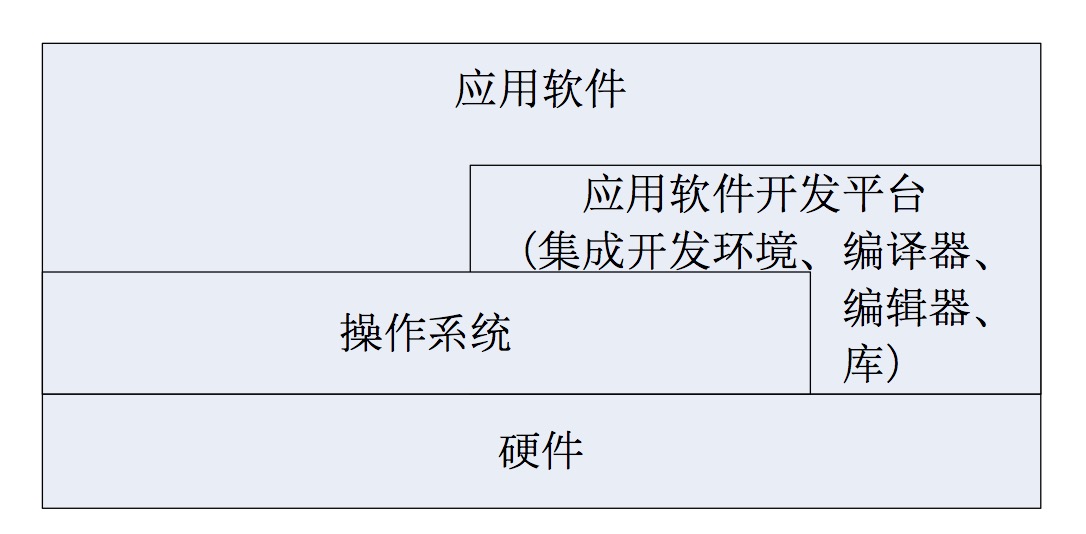 应用软件
应用软件开发平台
（集成开发环境、编译器、
编辑器、
库）
操作系统
硬件